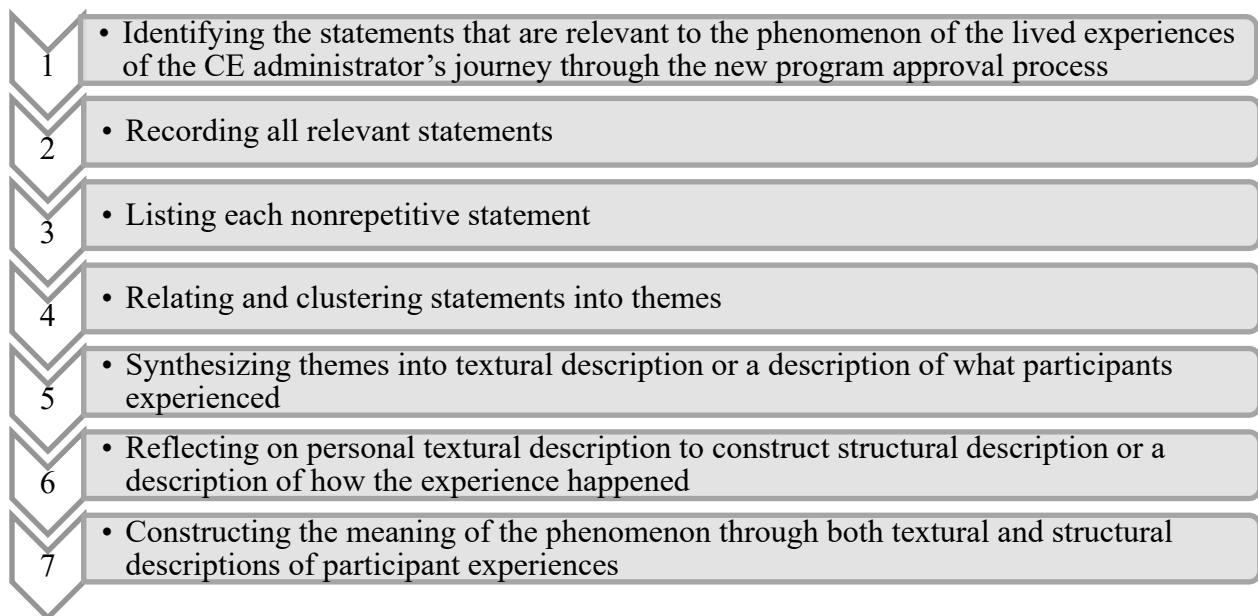 1
• Identifying the statements that are relevant to the phenomenon of the lived experiences
of the CE administrator’s journey through the new program approval process
2
• Recording all relevant statements
3
• Listing each nonrepetitive statement
4
• Relating and clustering statements into themes
5
• Synthesizing themes into textural description or a description of what participants
experienced
6
• Reflecting on personal textural description to construct structural description or a
description of how the experience happened
7
• Constructing the meaning of the phenomenon through both textural and structural
descriptions of participant experiences